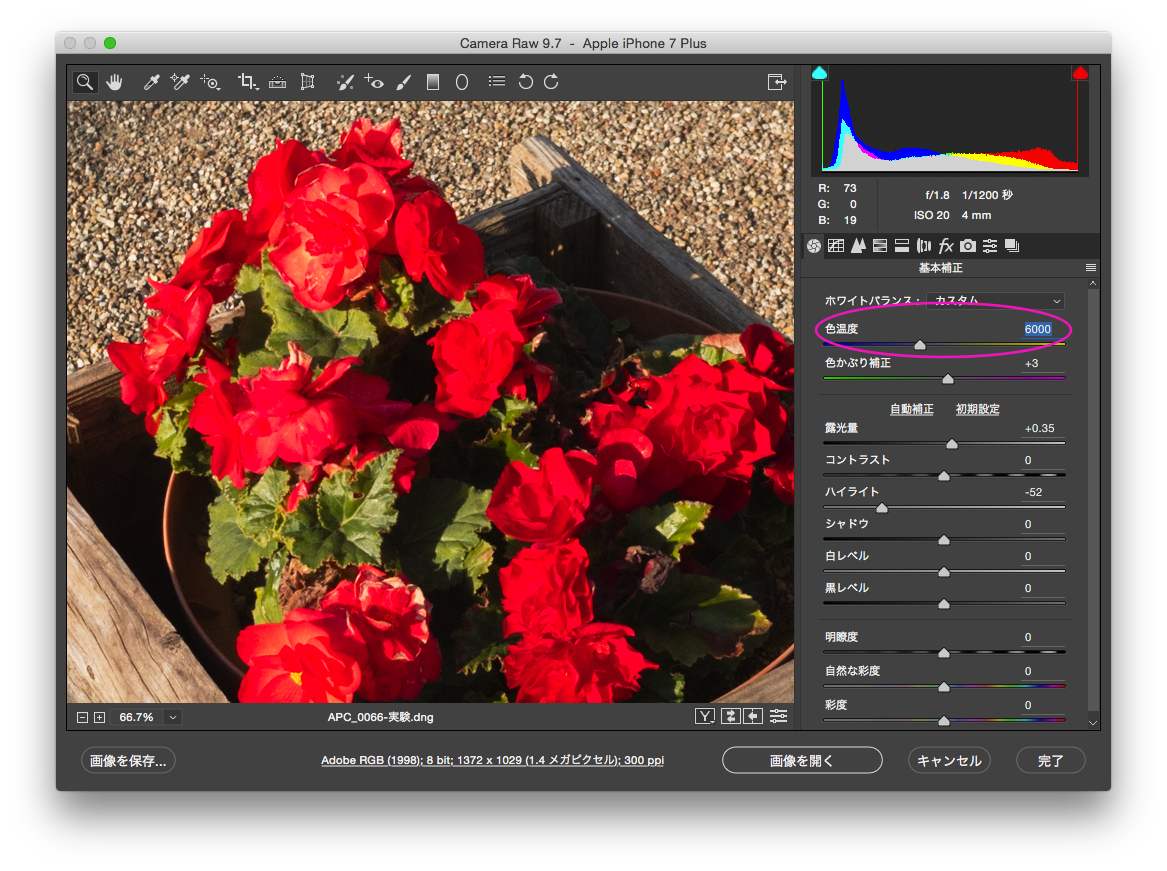 Camera Raw 9.7 - Apple iPhone 7 Plus
R: 73
G: 0
B: 19
f/1.8 1/1200 秒
ISO 20 4 mm
fx
基本補正
ホワイトバランス: カスタム
色温度 6000
色かぶり補正 +3
自動補正 初期設定
露光量 +0.35
コントラスト 0
ハイライト -52
シャドウ 0
白レベル 0
黒レベル 0
明瞭度 0
自然な彩度 0
彩度 0
66.7% APC_0066-実験.dng Y
画像を保存... Adobe RGB (1998); 8 bit; 1372 x 1029 (1.4 メガピクセル); 300 ppi 画像を開く キャンセル 完了